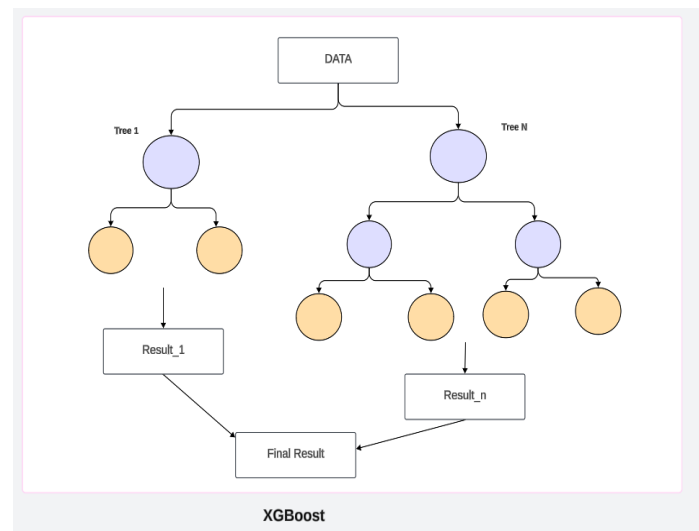 DATA
Tree 1
Tree N
Result_1
Result_n
Final Result
XGBoost